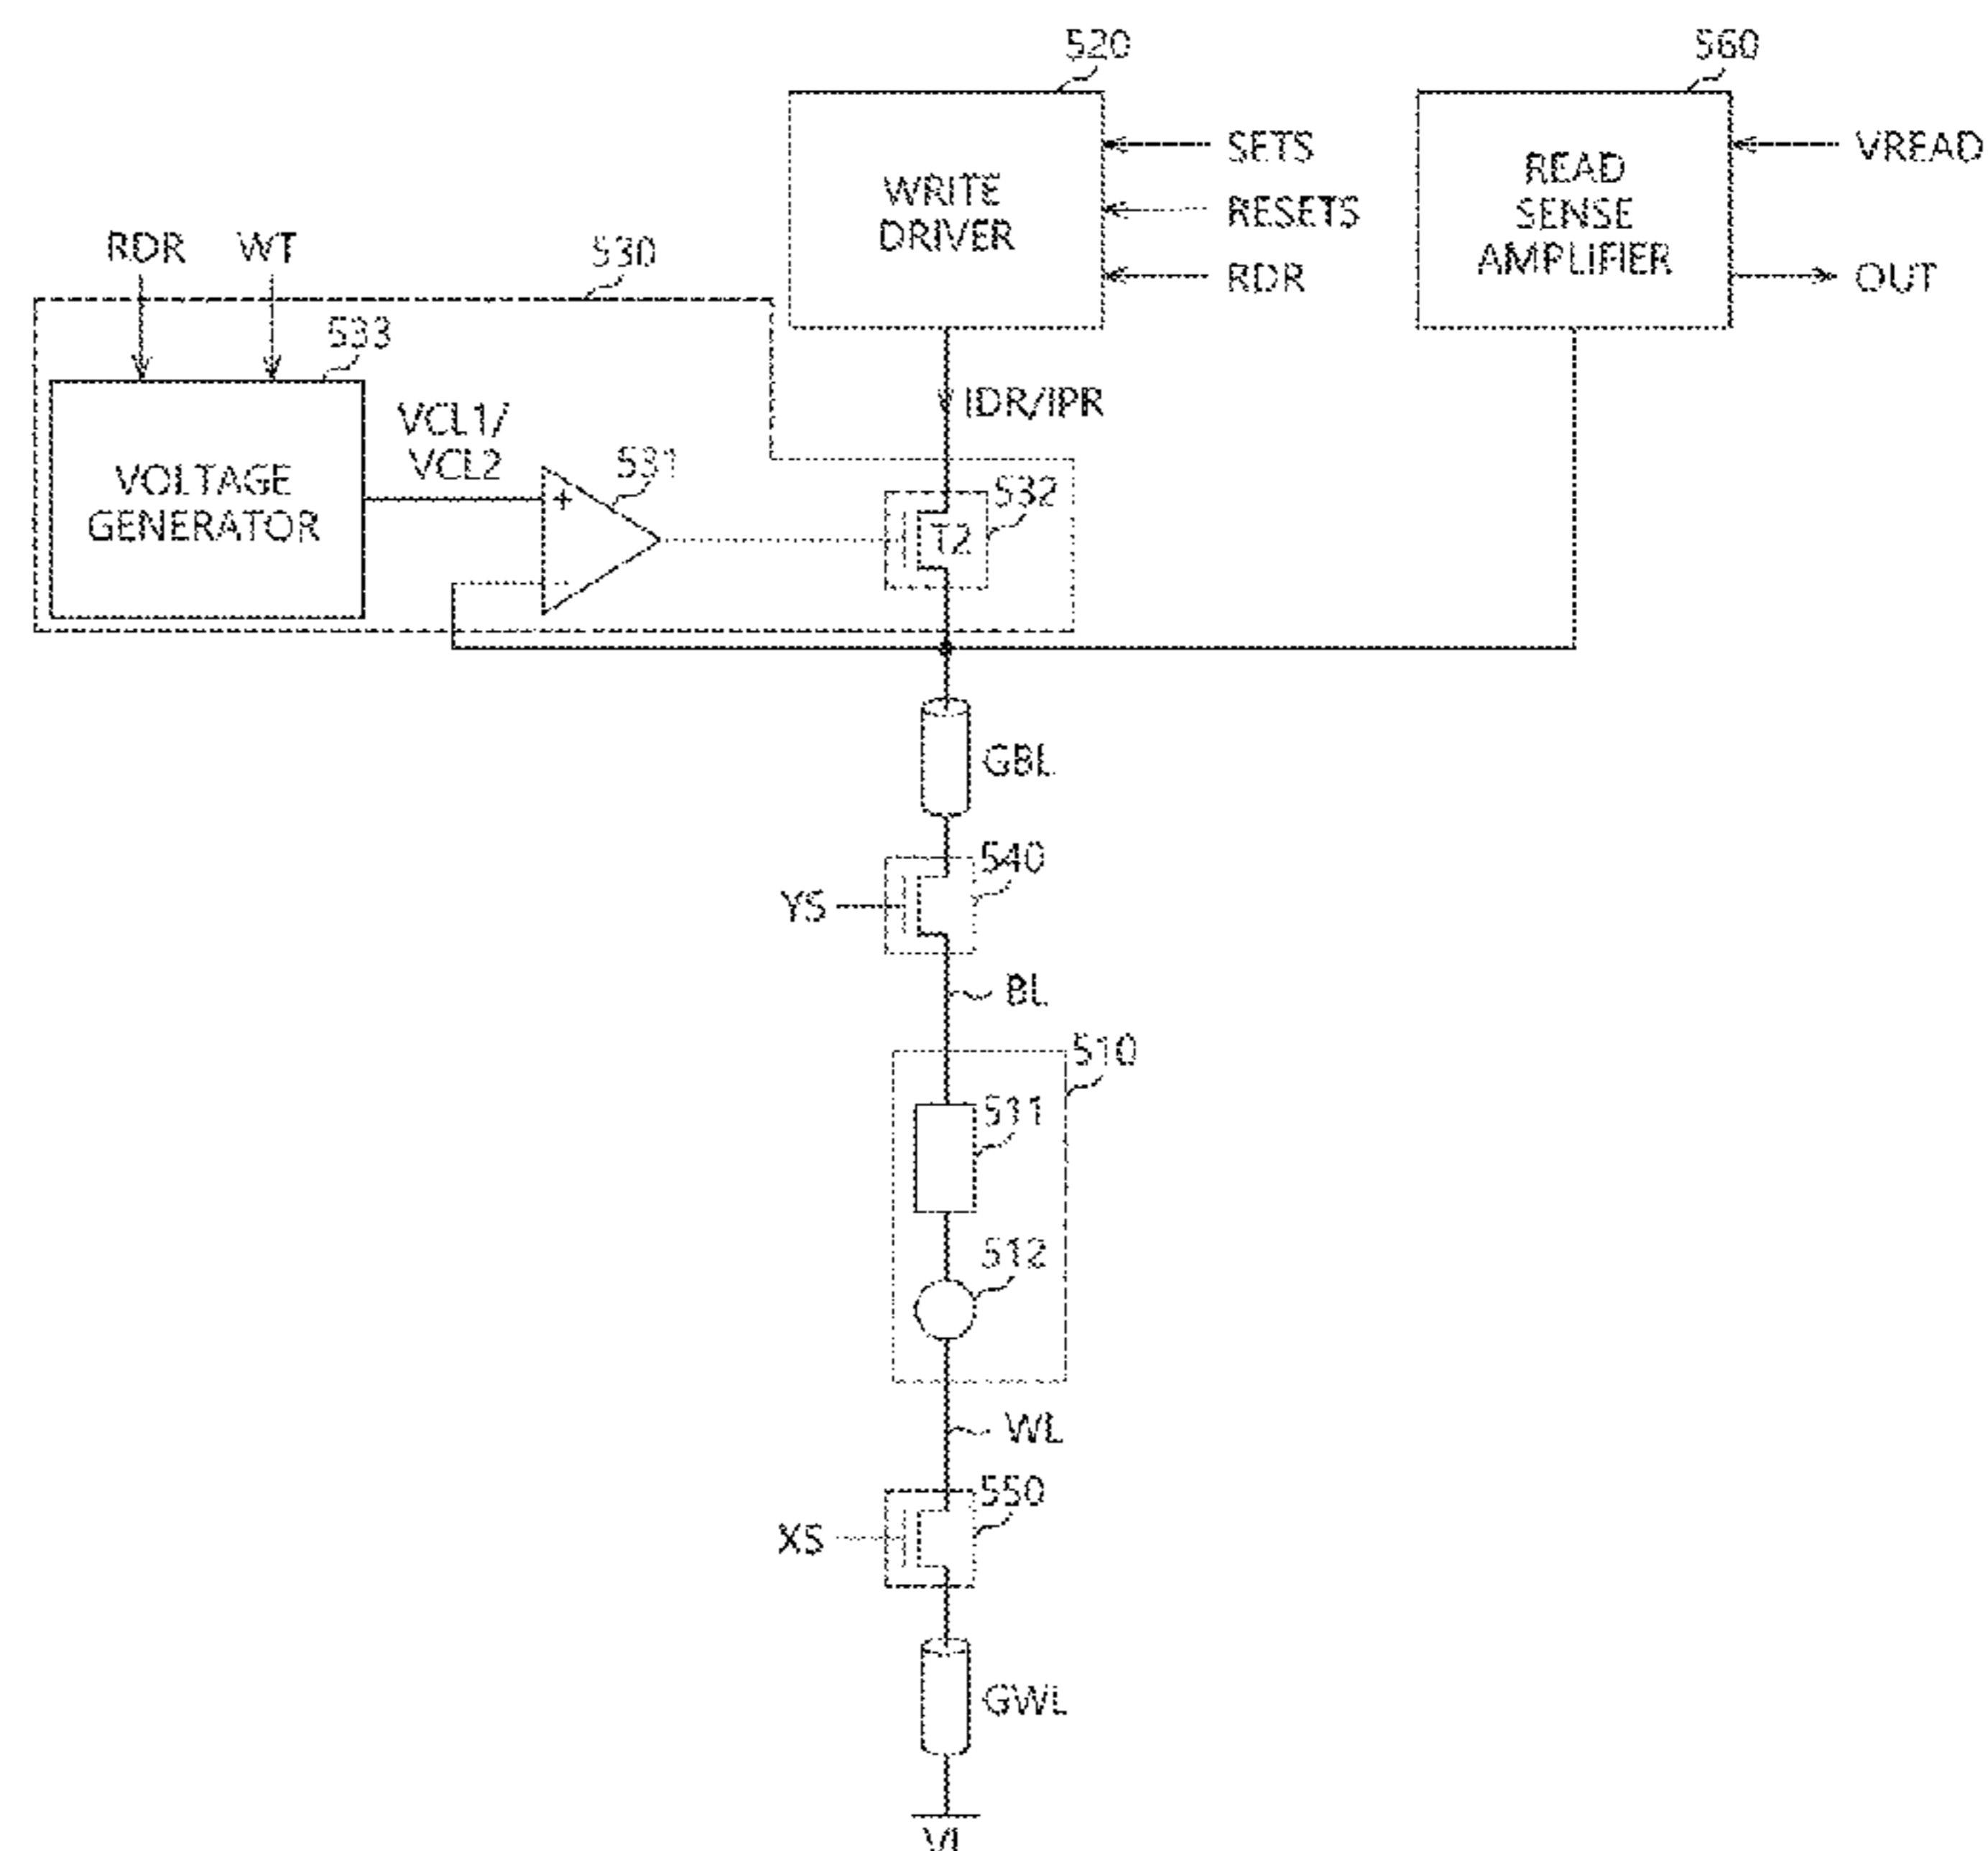 520
560
SETS
VREAD
WRITE
DRIVER
READ
SENSE
AMPLIFIER
RESETS
RDR
WT
530
RDR
OUT
533
IDR/IPR
VCL1/
VCL2
531
VOLTAGE
GENERATOR
+
-
532
T2
GBL
540
YS
BL
510
511
512
WL
550
XS
GWL
VL